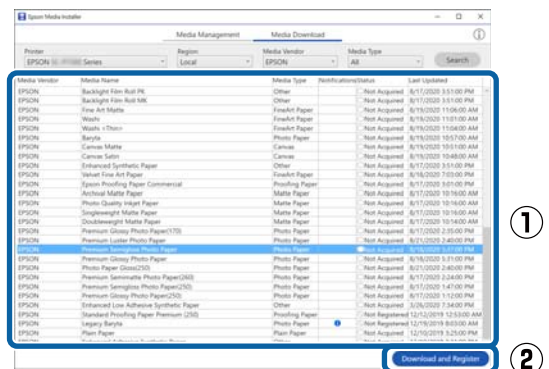 Epson Media Installer
Media Management Media Download
Printer Region Media Vendor Media Type
EPSON Series Local EPSON All Search
Media Vendor Media Name Media Type Notifications Status Last Updated
EPSON Backlight Film Roll PK Other Not Acquired 8/17/2020 3:51:00 PM
EPSON Backlight Film Roll MK Other Not Acquired 8/17/2020 3:51:00 PM
EPSON Fine Art Matte FineArt Paper Not Acquired 8/19/2020 11:06:00 AM
EPSON Washi FineArt Paper Not Acquired 8/19/2020 11:01:00 AM
EPSON Washi <Thin> FineArt Paper Not Acquired 8/19/2020 11:04:00 AM
EPSON Baryta Photo Paper Not Acquired 8/19/2020 10:57:00 AM
EPSON Canvas Matte Canvas Not Acquired 8/19/2020 10:51:00 AM
EPSON Canvas Satin Canvas Not Acquired 8/19/2020 10:48:00 AM
EPSON Enhanced Synthetic Paper Other Not Acquired 8/17/2020 3:51:00 PM
EPSON Velvet Fine Art Paper FineArt Paper Not Acquired 8/18/2020 7:03:00 PM
EPSON Epson Proofing Paper Commercial Proofing Paper Not Acquired 8/17/2020 3:01:00 PM
EPSON Archival Matte Paper Matte Paper Not Acquired 8/17/2020 10:16:00 AM
EPSON Photo Quality Inkjet Paper Matte Paper Not Acquired 8/17/2020 10:16:00 AM
EPSON Singleweight Matte Paper Matte Paper Not Acquired 8/17/2020 10:16:00 AM
EPSON Doubleweight Matte Paper Matte Paper Not Acquired 8/17/2020 10:14:00 AM
EPSON Premium Glossy Photo Paper(170) Photo Paper Not Acquired 8/17/2020 2:35:00 PM
EPSON Premium Luster Photo Paper Photo Paper Not Acquired 8/21/2020 2:40:00 PM
EPSON Premium Semigloss Photo Paper Photo Paper Not Acquired
EPSON Premium Glossy Photo Paper Photo Paper Not Acquired 8/18/2020 5:31:00 PM
EPSON Photo Paper Gloss(250) Photo Paper Not Acquired 8/21/2020 2:40:00 PM
EPSON Premium Semimatte Photo Paper(260) Photo Paper Not Acquired 8/17/2020 2:24:00 PM
EPSON Premium Semigloss Photo Paper(250) Photo Paper Not Acquired 8/17/2020 1:47:00 PM
EPSON Premium Glossy Photo Paper(250) Photo Paper Not Acquired 8/17/2020 1:12:00 PM
EPSON Enhanced Low Adhesive Synthetic Paper Other Not Acquired 3/26/2020 7:34:00 PM
EPSON Standard Proofing Paper Premium (250) Proofing Paper Not Registered 12/12/2019 12:53:00 AM
EPSON Legacy Baryta Photo Paper Not Registered 12/19/2019 8:03:00 AM
EPSON Plain Paper Plain Paper Not Acquired 12/10/2019 3:25:00 PM
①
Download and Register ②